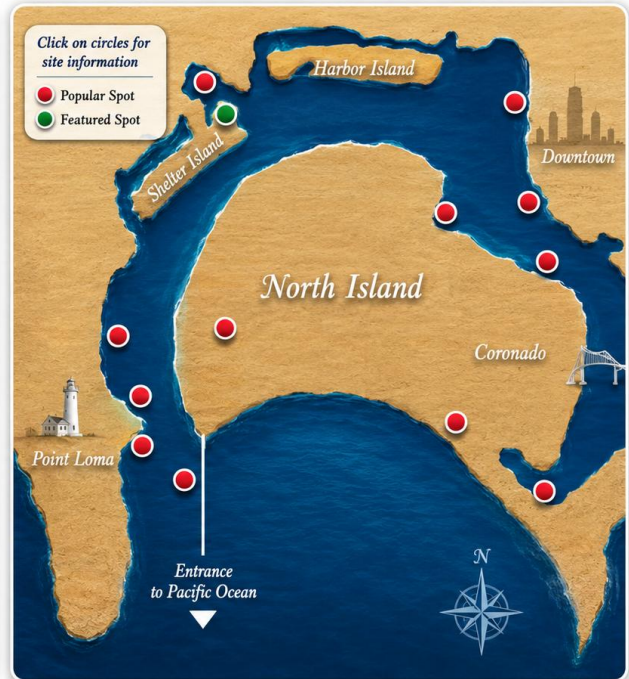 Click on circles for
site information
Popular Spot
Featured Spot
Harbor Island
Shelter Island
Downtown
North Island
Coronado
Point Loma
Entrance
to Pacific Ocean
N